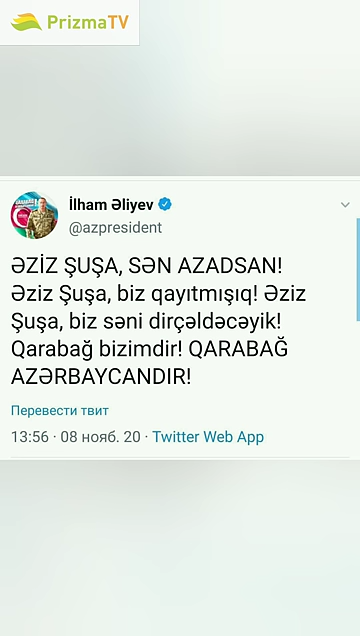 PrizmaTV
İlham Əliyev
@azpresident
ƏZİZ ŞUŞA, SƏN AZADSAN!
Əziz Şuşa, biz qayıtmışıq! Əziz
Şuşa, biz səni dirçəldəcəyik!
Qarabağ bizimdir! QARABAĞ
AZƏRBAYCANDIR!
Перевести твит
13:56 · 08 нояб. 20 · Twitter Web App